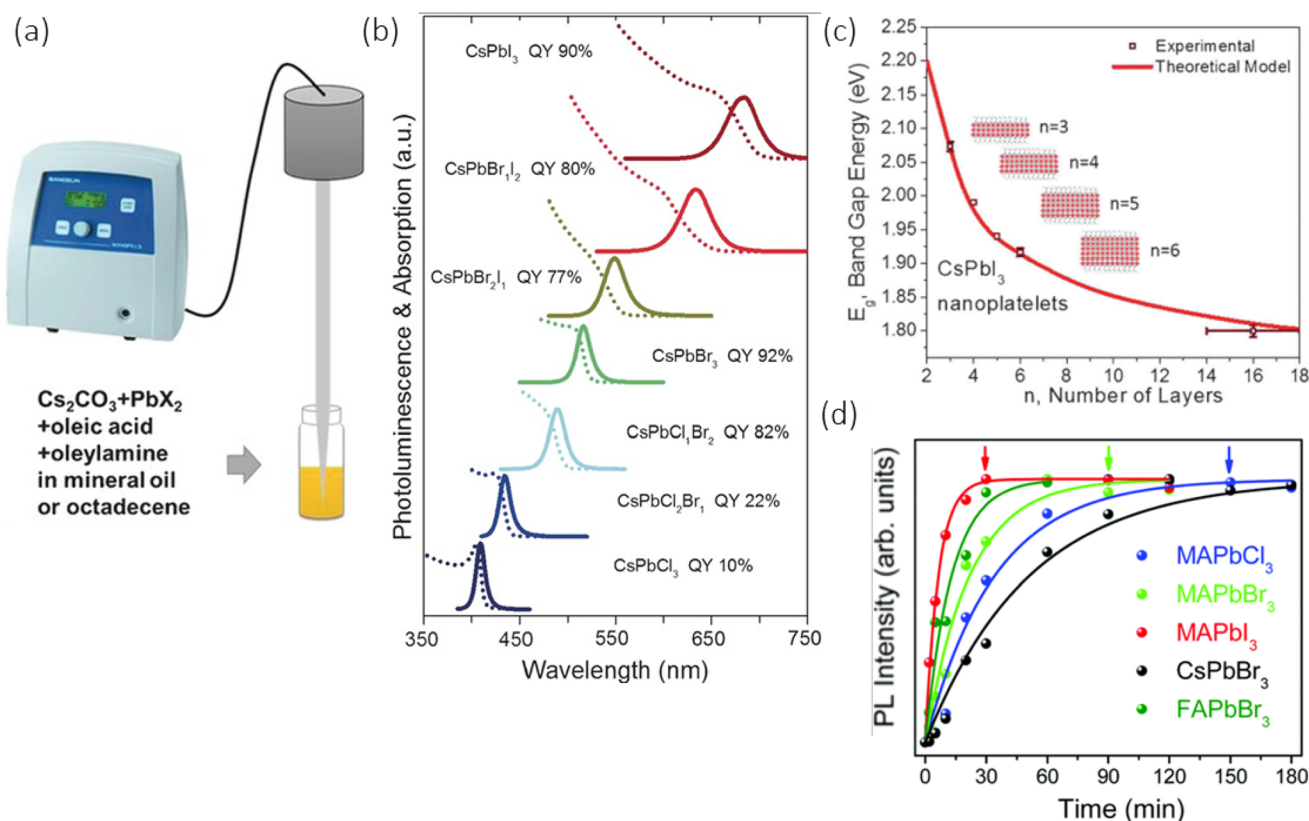 (a)
BANDELIN
Cs₂CO₃+PbX₂
+oleic acid
+oleylamine
in mineral oil
or octadecene
(b)
Photoluminescence & Absorption (a.u.)
CsPbI₃ QY 90%
CsPbBr₁I₂ QY 80%
CsPbBr₂I₁ QY 77%
CsPbBr₃ QY 92%
CsPbCl₁Br₂ QY 82%
CsPbCl₂Br₁ QY 22%
CsPbCl₃ QY 10%
350 450 550 650 750
Wavelength (nm)
(c)
E_g, Band Gap Energy (eV)
2.25
2.20
2.15
2.10
2.05
2.00
1.95
1.90
1.85
1.80
Experimental
Theoretical Model
n=3
n=4
n=5
n=6
CsPbI₃
nanoplatelets
2 4 6 8 10 12 14 16 18
n, Number of Layers
(d)
PL Intensity (arb. units)
MAPbCl₃
MAPbBr₃
MAPbI₃
CsPbBr₃
FAPbBr₃
0 30 60 90 120 150 180
Time (min)